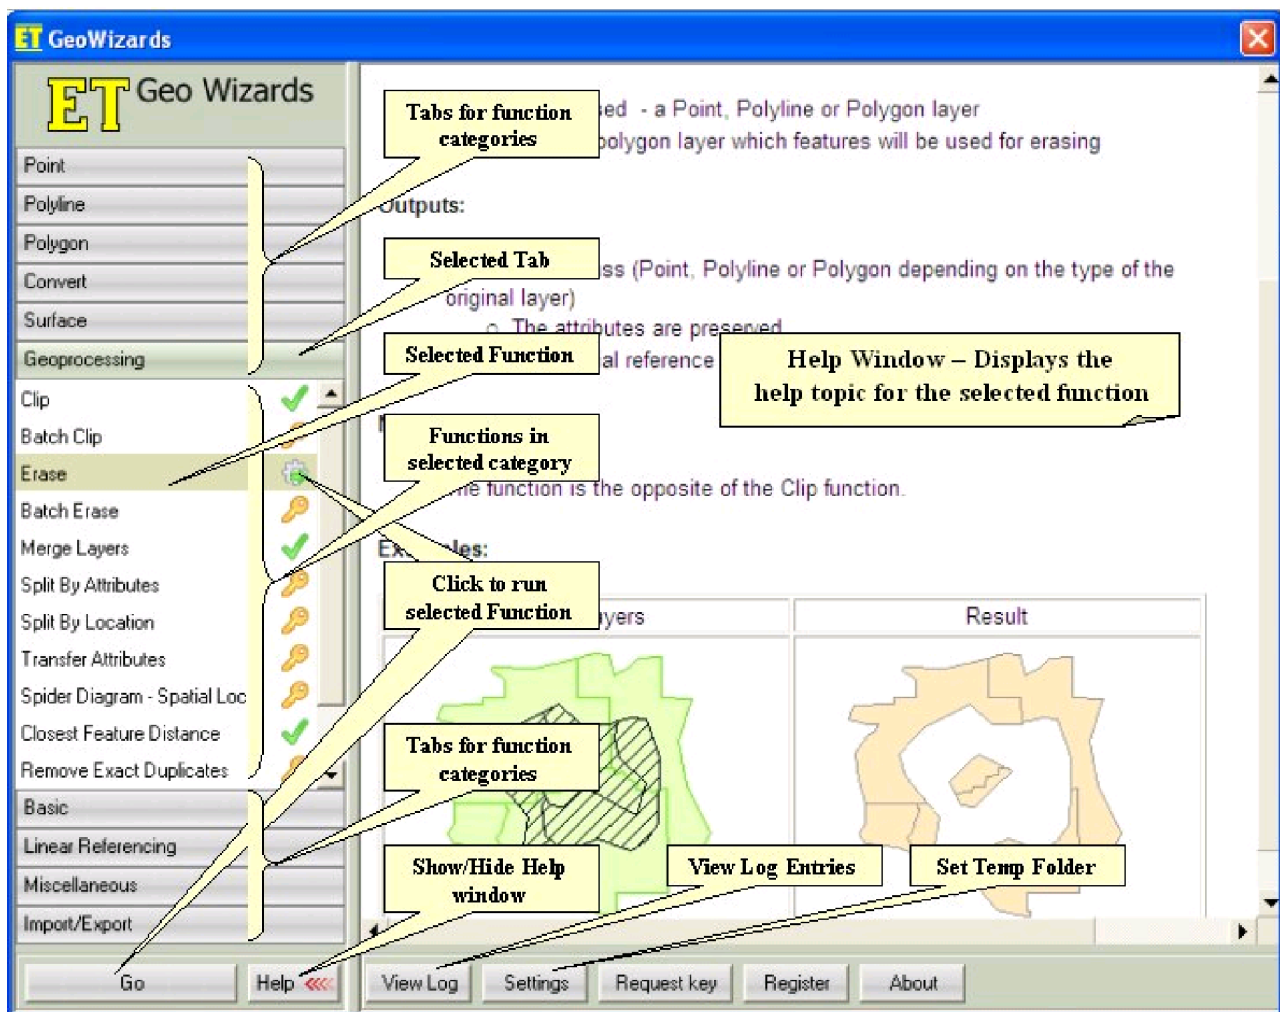 ET GeoWizards
ET Geo Wizards
Point
Polyline
Polygon
Convert
Surface
Geoprocessing
Clip
Batch Clip
Erase
Batch Erase
Merge Layers
Split By Attributes
Split By Location
Transfer Attributes
Spider Diagram - Spatial Loc
Closest Feature Distance
Remove Exact Duplicates
Basic
Linear Referencing
Miscellaneous
Import/Export
Go
Help
Tabs for function
categories
sed - a Point, Polyline or Polygon layer
polygon layer which features will be used for erasing
Outputs:
Selected Tab
ss (Point, Polyline or Polygon depending on the type of the
original layer)
The attributes are preserved
Selected Function
al reference
Help Window – Displays the
help topic for the selected function
Functions in
selected category
The function is the opposite of the Clip function.
Examples:
Click to run
selected Function
yers
Result
Tabs for function
categories
Show/Hide Help
window
View Log Entries
Set Temp Folder
View Log
Settings
Request key
Register
About